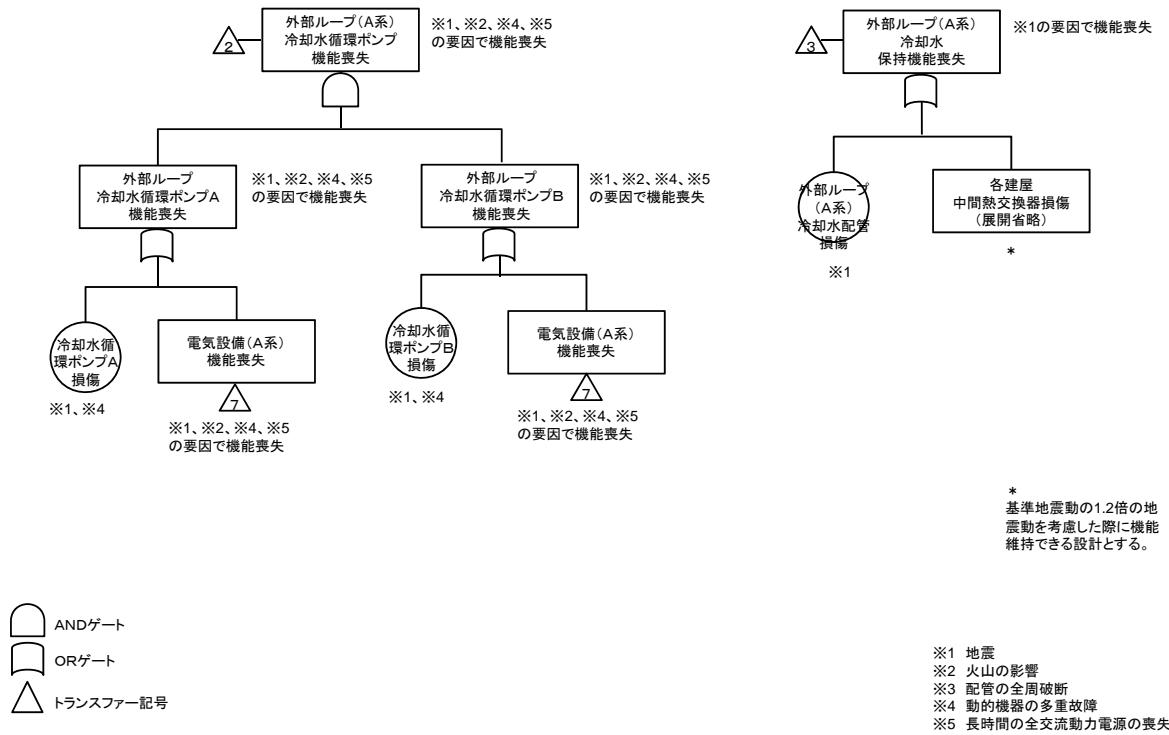 外部ループ(A系)
冷却水循環ポンプ
機能喪失
※1、※2、※4、※5
の要因で機能喪失
2
外部ループ
冷却水循環ポンプA
機能喪失
※1、※2、※4、※5
の要因で機能喪失
外部ループ
冷却水循環ポンプB
機能喪失
※1、※2、※4、※5
の要因で機能喪失
冷却水循
環ポンプA
損傷
※1、※4
電気設備(A系)
機能喪失
7
※1、※2、※4、※5
の要因で機能喪失
冷却水循
環ポンプB
損傷
※1、※4
電気設備(A系)
機能喪失
7
※1、※2、※4、※5
の要因で機能喪失
3
外部ループ(A系)
冷却水
保持機能喪失
※1の要因で機能喪失
外部ループ
(A系)
冷却水配管
損傷
※1
各建屋
中間熱交換器損傷
(展開省略)
*
*
基準地震動の1.2倍の地
震動を考慮した際に機能
維持できる設計とする。
ANDゲート
ORゲート
トランスファー記号
※1 地震
※2 火山の影響
※3 配管の全周破断
※4 動的機器の多重故障
※5 長時間の全交流動力電源の喪失